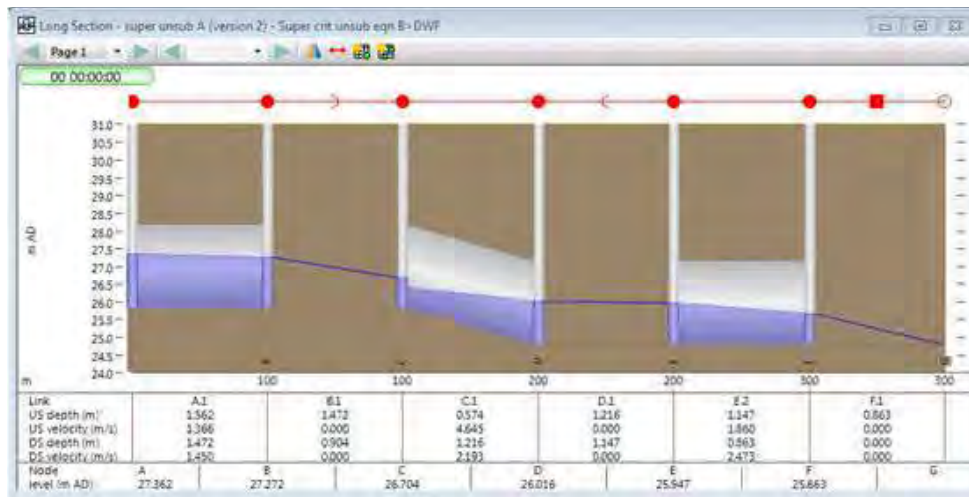 Long Section - super unsub A (version 2) - Super crit unsub eqn B>DWF
Page 1
00 00:00:00
31.0
30.5
30.0
29.5
29.0
28.5
28.0
27.5
27.0
26.5
26.0
25.5
25.0
24.5
24.0
m AD
m 100 100 200 200 300 300
Link A.1 B.1 C.1 D.1 E.2 F.1
US depth (m) 1.562 1.472 0.574 1.216 1.147 0.863
US velocity (m/s) 1.366 0.000 4.645 0.000 1.860 0.000
DS depth (m) 1.472 0.904 1.216 1.147 0.863 0.000
DS velocity (m/s) 1.450 0.000 2.193 0.000 2.473 0.000
Node A B C D E F G
level (m AD) 27.362 27.272 26.704 26.016 25.947 25.663